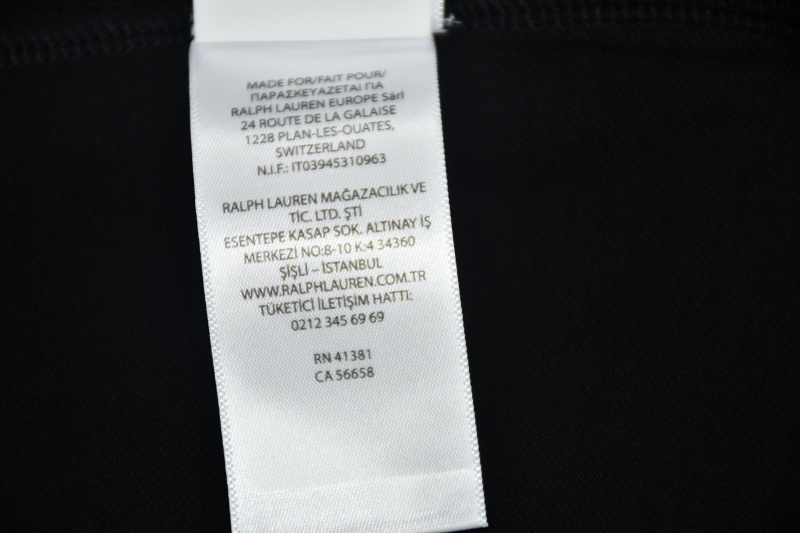 MADE FOR/FAIT POUR/
ΠΑΡΑΣΚΕΥΑΖΕΤΑΙ ΓΙΑ
RALPH LAUREN EUROPE Sárl
24 ROUTE DE LA GALAISE
1228 PLAN-LES-OUATES,
SWITZERLAND
N.I.F.: IT03945310963
RALPH LAUREN MAĞAZACILIK VE
TİC. LTD. ŞTİ
ESENTEPE KASAP SOK. ALTINAY İŞ
MERKEZİ NO:8-10 K:4 34360
ŞİŞLİ – İSTANBUL
WWW.RALPHLAUREN.COM.TR
TÜKETİCİ İLETİŞİM HATTI:
0212 345 69 69
RN 41381
CA 56658